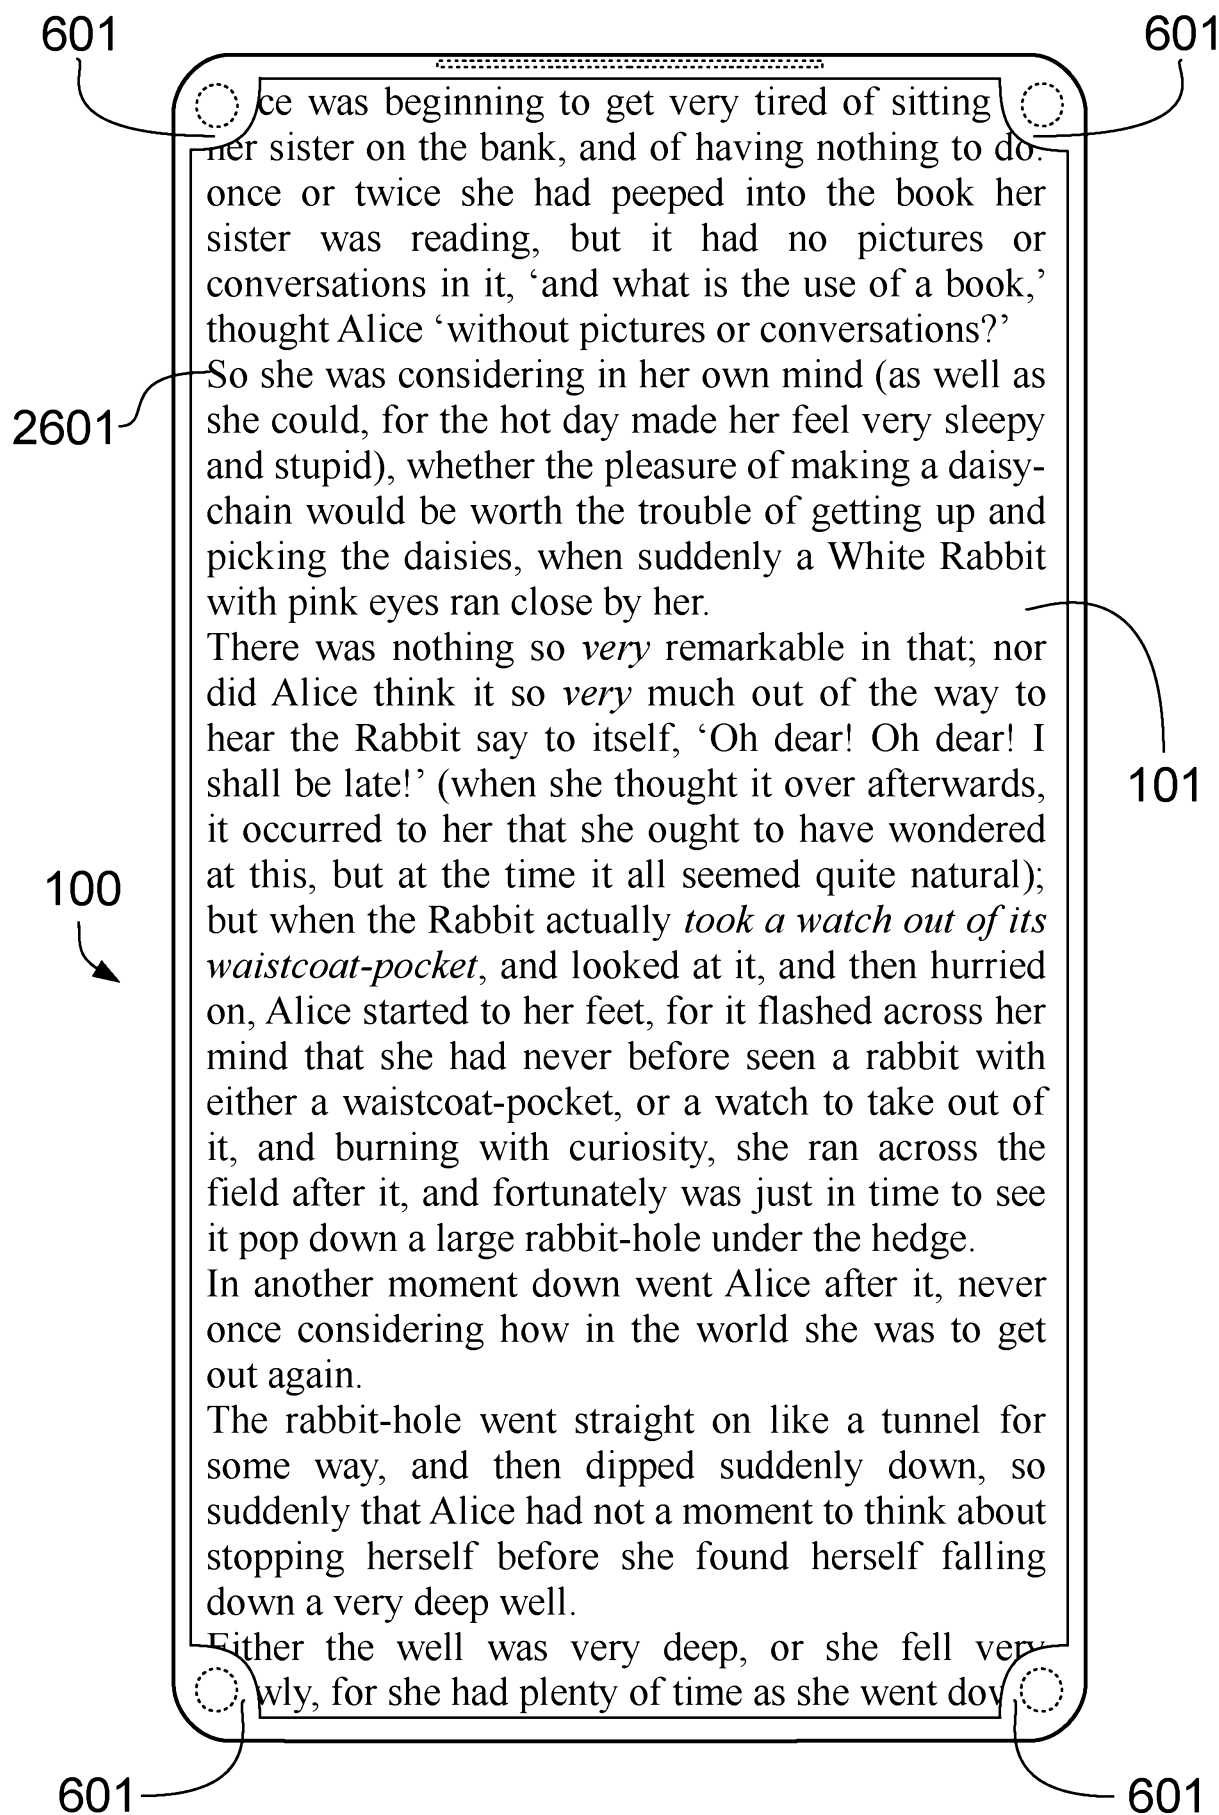 601
601
ce was beginning to get very tired of sitting
her sister on the bank, and of having nothing to do:
once or twice she had peeped into the book her
sister was reading, but it had no pictures or
conversations in it, ‘and what is the use of a book,’
thought Alice ‘without pictures or conversations?’
So she was considering in her own mind (as well as
2601
she could, for the hot day made her feel very sleepy
and stupid), whether the pleasure of making a daisy-
chain would be worth the trouble of getting up and
picking the daisies, when suddenly a White Rabbit
with pink eyes ran close by her.
There was nothing so very remarkable in that; nor
did Alice think it so very much out of the way to
hear the Rabbit say to itself, ‘Oh dear! Oh dear! I
shall be late!’ (when she thought it over afterwards,
101
it occurred to her that she ought to have wondered
at this, but at the time it all seemed quite natural);
100
but when the Rabbit actually took a watch out of its
waistcoat-pocket, and looked at it, and then hurried
on, Alice started to her feet, for it flashed across her
mind that she had never before seen a rabbit with
either a waistcoat-pocket, or a watch to take out of
it, and burning with curiosity, she ran across the
field after it, and fortunately was just in time to see
it pop down a large rabbit-hole under the hedge.
In another moment down went Alice after it, never
once considering how in the world she was to get
out again.
The rabbit-hole went straight on like a tunnel for
some way, and then dipped suddenly down, so
suddenly that Alice had not a moment to think about
stopping herself before she found herself falling
down a very deep well.
Either the well was very deep, or she fell very
wly, for she had plenty of time as she went dow
601
601